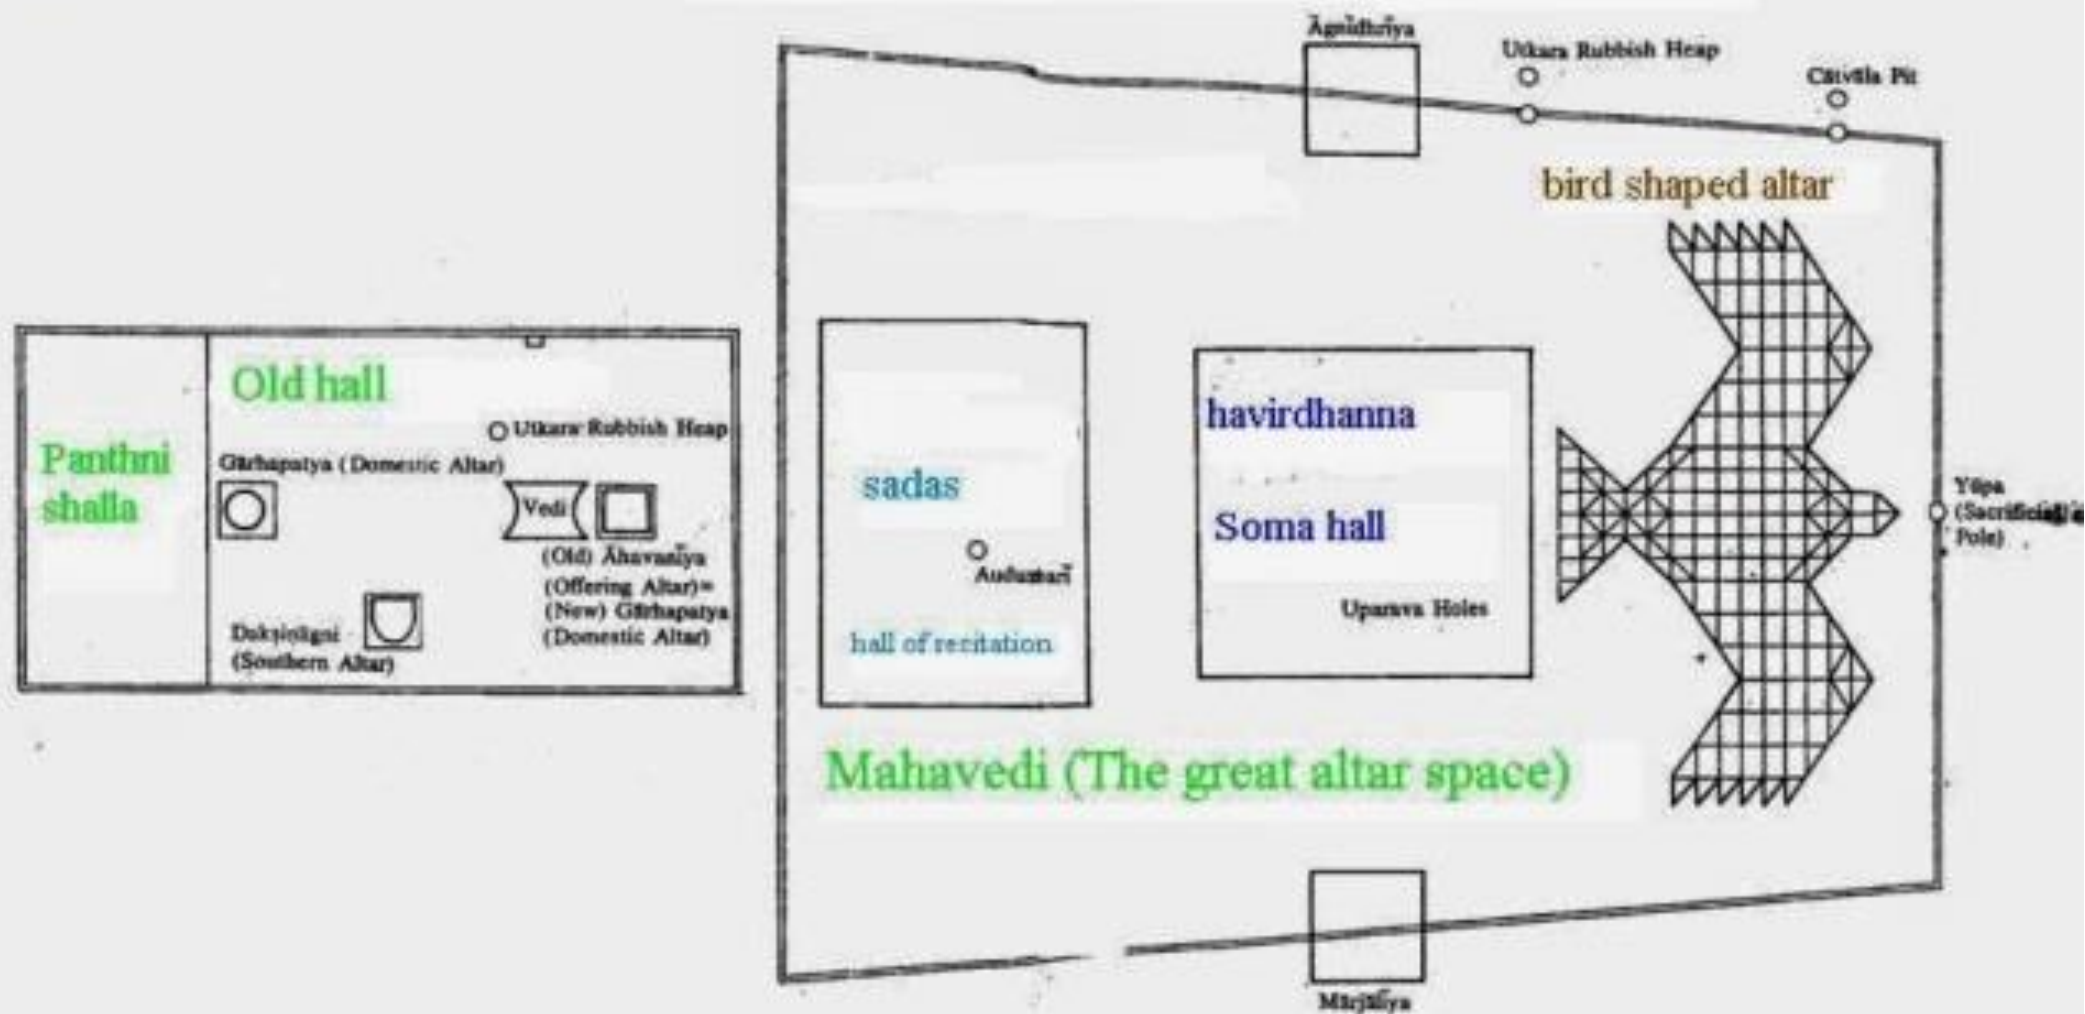 Āgnīdhrīya
Utkara Rubbish Heap
Cātvāla Pit
bird shaped altar
Old hall
Panthni
shalla
Utkara Rubbish Heap
Gārhapatya (Domestic Altar)
Vedi
(Old) Āhavanīya
(Offering Altar)=
(New) Gārhapatya
(Domestic Altar)
Dakṣiṇāgni
(Southern Altar)
sadas
hall of recitation
havirdhanna
Soma hall
Uparava Holes
Yūpa
Pole)
Mahavedi (The great altar space)
Mārjālīya